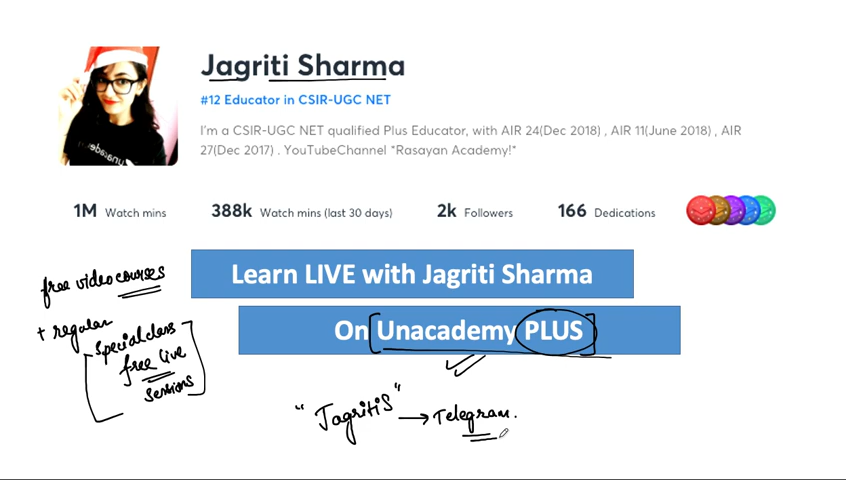 Jagriti Sharma
#12 Educator in CSIR-UGC NET
I'm a CSIR-UGC NET qualified Plus Educator, with AIR 24(Dec 2018) , AIR 11(June 2018) , AIR
27(Dec 2017) . YouTubeChannel "Rasayan Academy!"
1M Watch mins 388k Watch mins (last 30 days) 2k Followers 166 Dedications
Learn LIVE with Jagriti Sharma
On Unacademy PLUS
free video courses
+ regular
special class
free live
sessions
"JagritiS" → Telegram.